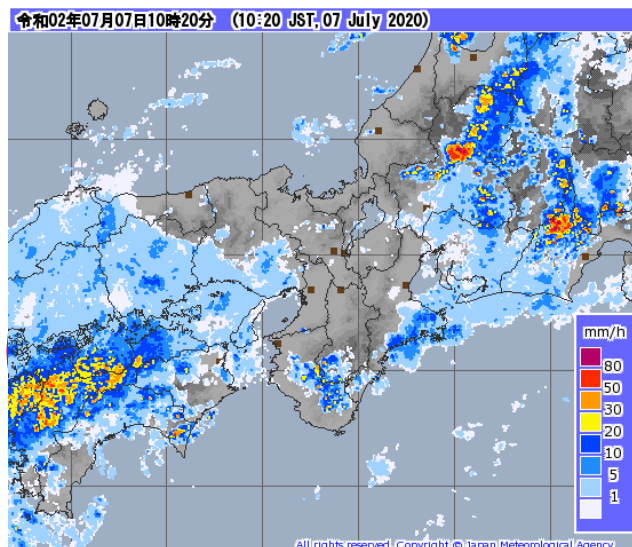 令和02年07月07日10時20分 (10:20 JST, 07 July 2020)
mm/h
80
50
30
20
10
5
1
All rights reserved. Copyright © Japan Meteorological Agency